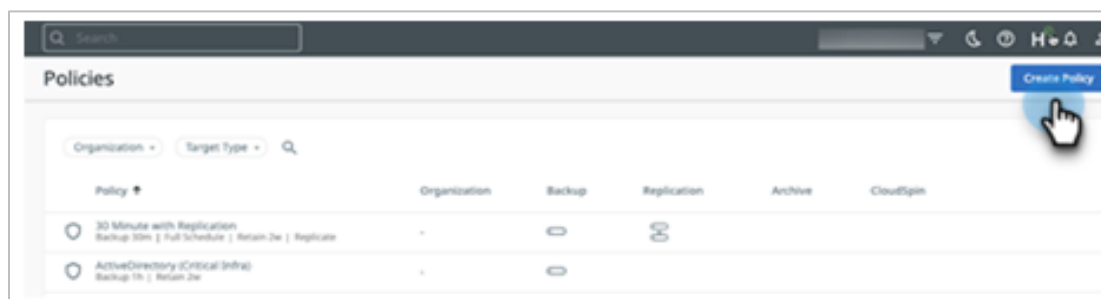 Search
Policies
Create Policy
Organization
Target Type
Policy Organization Backup Replication Archive CloudSpin
30 Minute with Replication
-
Backup 30m | Full Schedule | Retain 2w | Replicate
ActiveDirectory (Critical Infra)
-
Backup 1h | Retain 2w